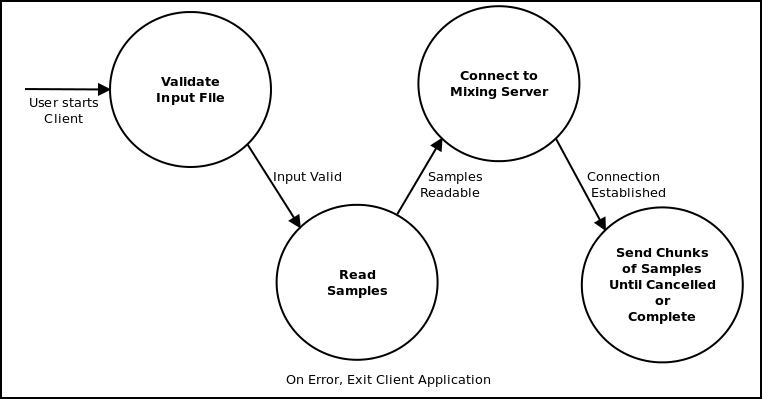 User starts
Client
Validate
Input File
Input Valid
Read
Samples
Samples
Readable
Connect to
Mixing Server
Connection
Established
Send Chunks
of Samples
Until Cancelled
or
Complete
On Error, Exit Client Application